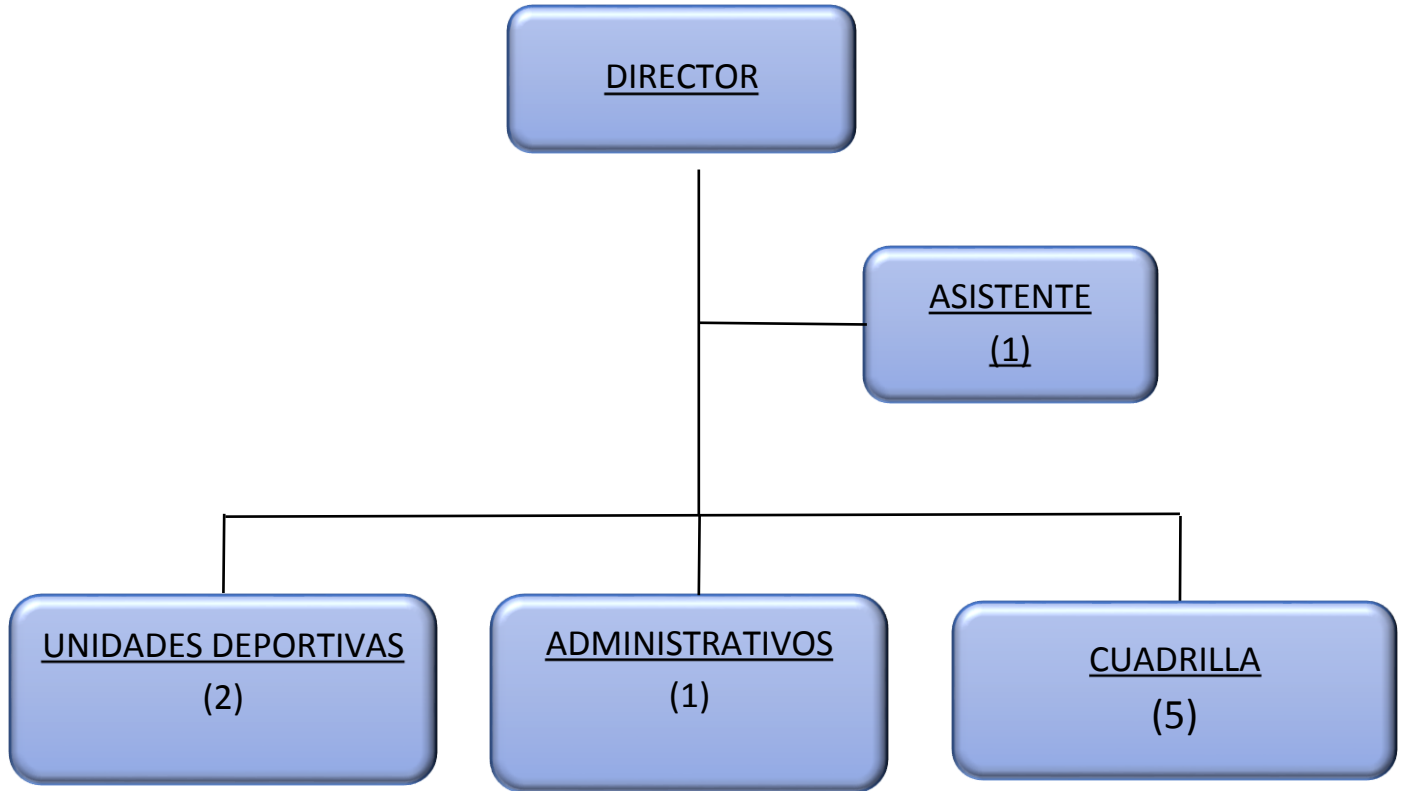 DIRECTOR
ASISTENTE
(1)
UNIDADES DEPORTIVAS
(2)
ADMINISTRATIVOS
(1)
CUADRILLA
(5)